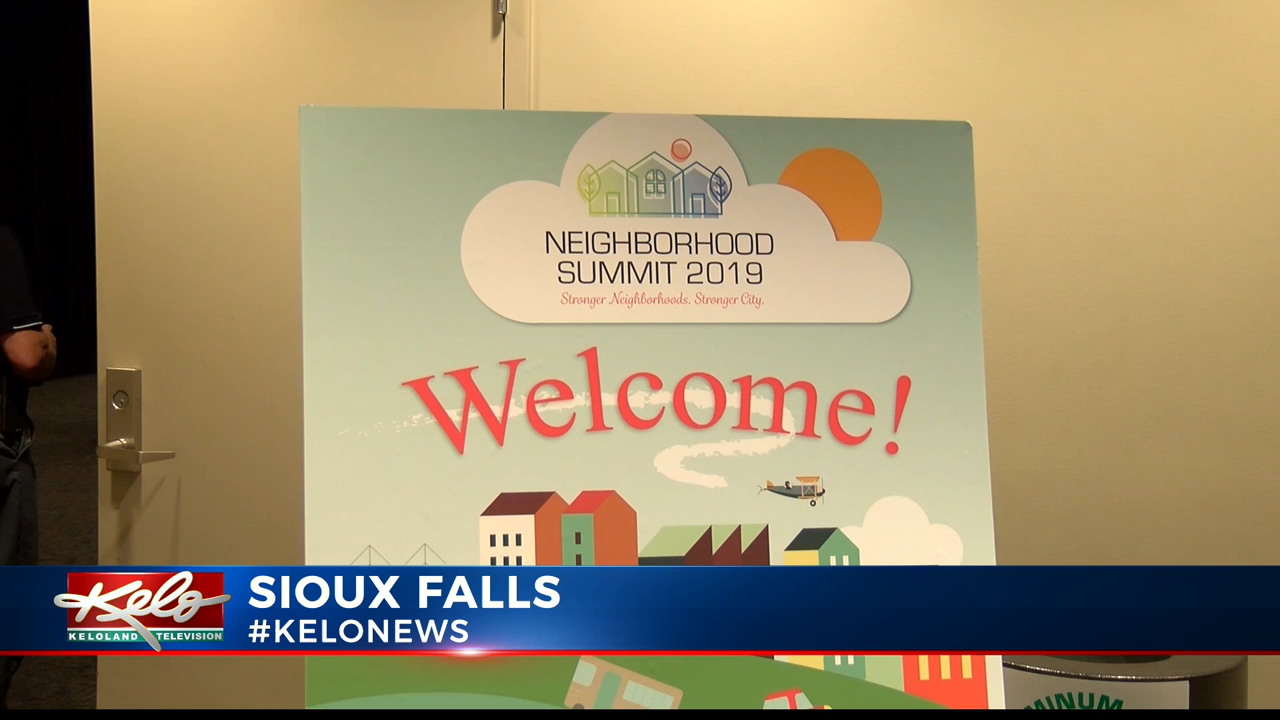 NEIGHBORHOOD
SUMMIT 2019
Stronger Neighborhoods. Stronger City.
Welcome!
Kelo
KELOLAND TELEVISION
SIOUX FALLS
#KELONEWS